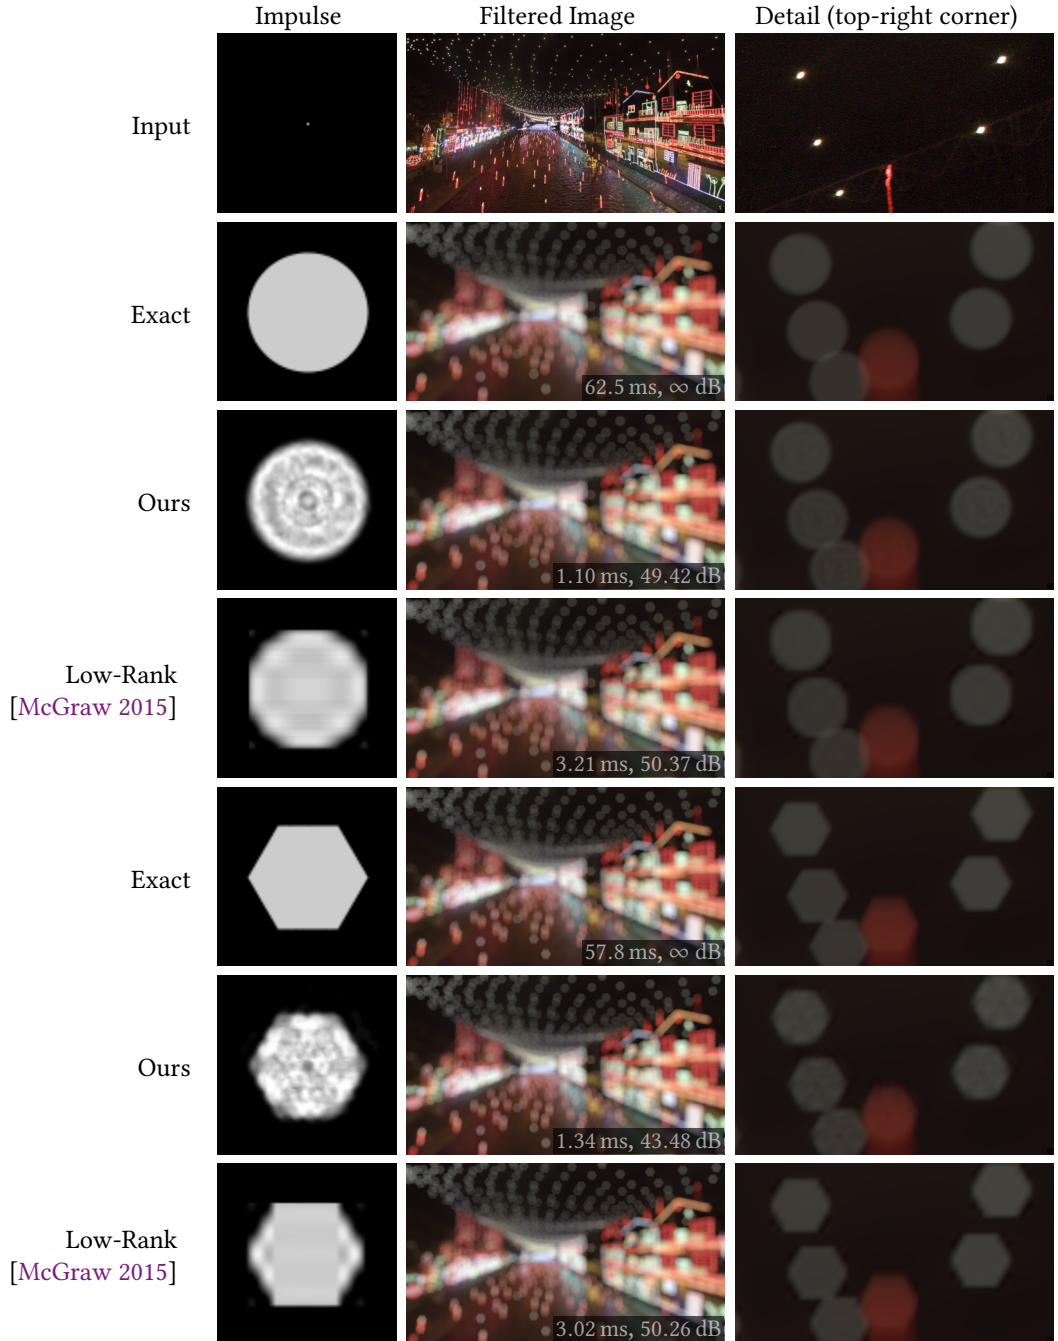 Impulse Filtered Image Detail (top-right corner)
Input
Exact
62.5 ms, ∞ dB
Ours
1.10 ms, 49.42 dB
Low-Rank
[McGraw 2015]
3.21 ms, 50.37 dB
Exact
57.8 ms, ∞ dB
Ours
1.34 ms, 43.48 dB
Low-Rank
[McGraw 2015]
3.02 ms, 50.26 dB